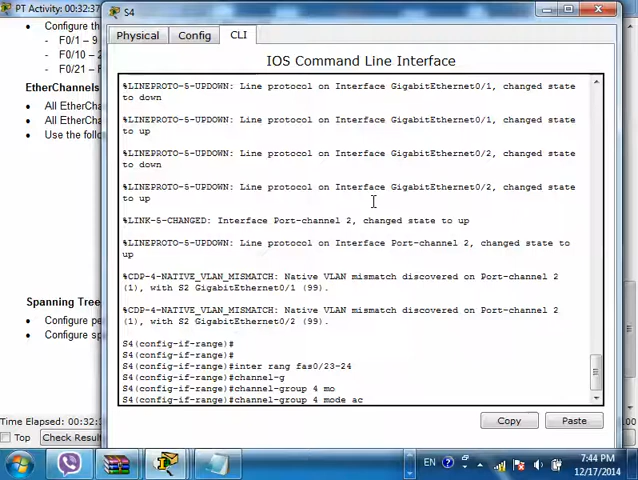 PT Activity: 00:32:37
S4
Configure th
F0/1 – 9
F0/10 – 2
F0/21 – F
EtherChannels
All EtherCha
All EtherCha
Use the follo
Spanning Tree
Configure pe
Configure sp
Time Elapsed: 00:32:3
Top
Check Resul
Physical
Config
CLI
IOS Command Line Interface
%LINEPROTO-5-UPDOWN: Line protocol on Interface GigabitEthernet0/1, changed state
to down
%LINEPROTO-5-UPDOWN: Line protocol on Interface GigabitEthernet0/1, changed state
to up
%LINEPROTO-5-UPDOWN: Line protocol on Interface GigabitEthernet0/2, changed state
to down
%LINEPROTO-5-UPDOWN: Line protocol on Interface GigabitEthernet0/2, changed state
to up
%LINK-5-CHANGED: Interface Port-channel 2, changed state to up
%LINEPROTO-5-UPDOWN: Line protocol on Interface Port-channel 2, changed state to
up
%CDP-4-NATIVE_VLAN_MISMATCH: Native VLAN mismatch discovered on Port-channel 2
(1), with S2 GigabitEthernet0/1 (99).
%CDP-4-NATIVE_VLAN_MISMATCH: Native VLAN mismatch discovered on Port-channel 2
(1), with S2 GigabitEthernet0/2 (99).
S4(config-if-range)#
S4(config-if-range)#
S4(config-if-range)#inter rang fas0/23-24
S4(config-if-range)#channel-g
S4(config-if-range)#channel-group 4 mo
S4(config-if-range)#channel-group 4 mode ac
Copy
Paste
EN
7:44 PM
12/17/2014